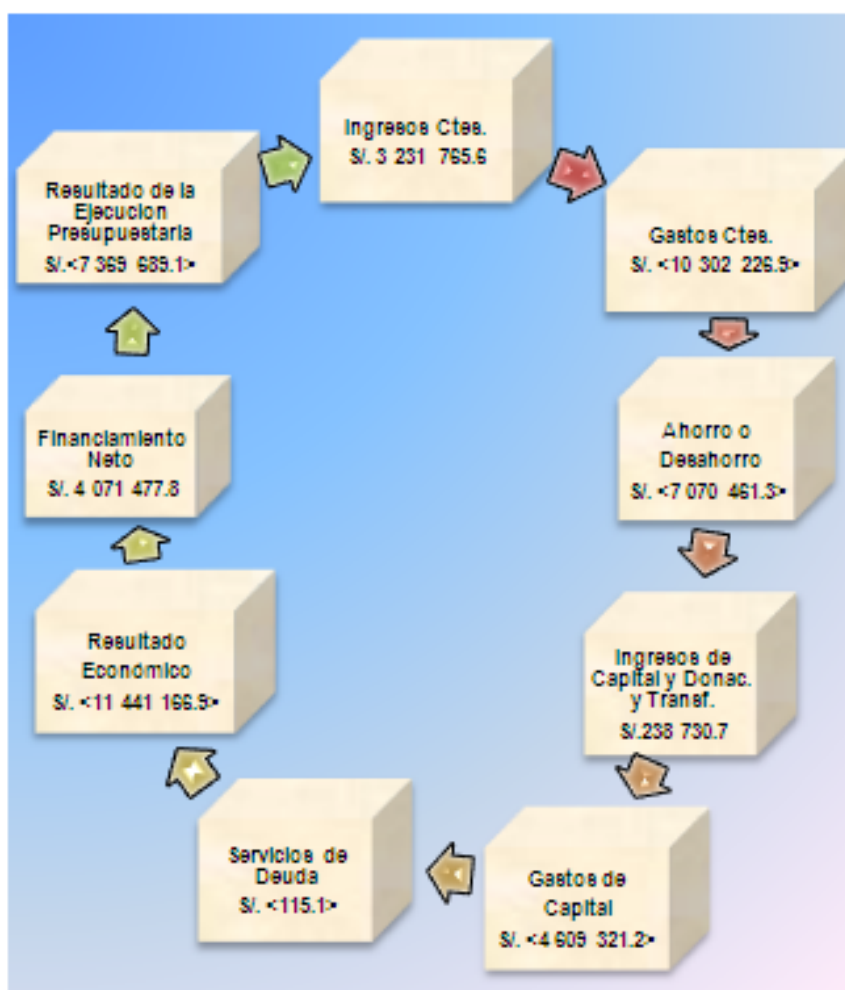 Ingresos Ctes.
S/. 3 231 765.6
Gastos Ctes.
S/. <10 302 226.9>
Ahorro o
Desahorro
S/. <7 070 461.3>
Ingresos de
Capital y Donac.
y Transf.
S/.238 730.7
Gastos de
Capital
S/. <4 609 321.2>
Servicios de
Deuda
S/. <115.1>
Resultado
Económico
S/. <11 441 166.9>
Financiamiento
Neto
S/. 4 071 477.8
Resultado de la
Ejecucion
Presupuestaria
S/.<7 369 689.1>